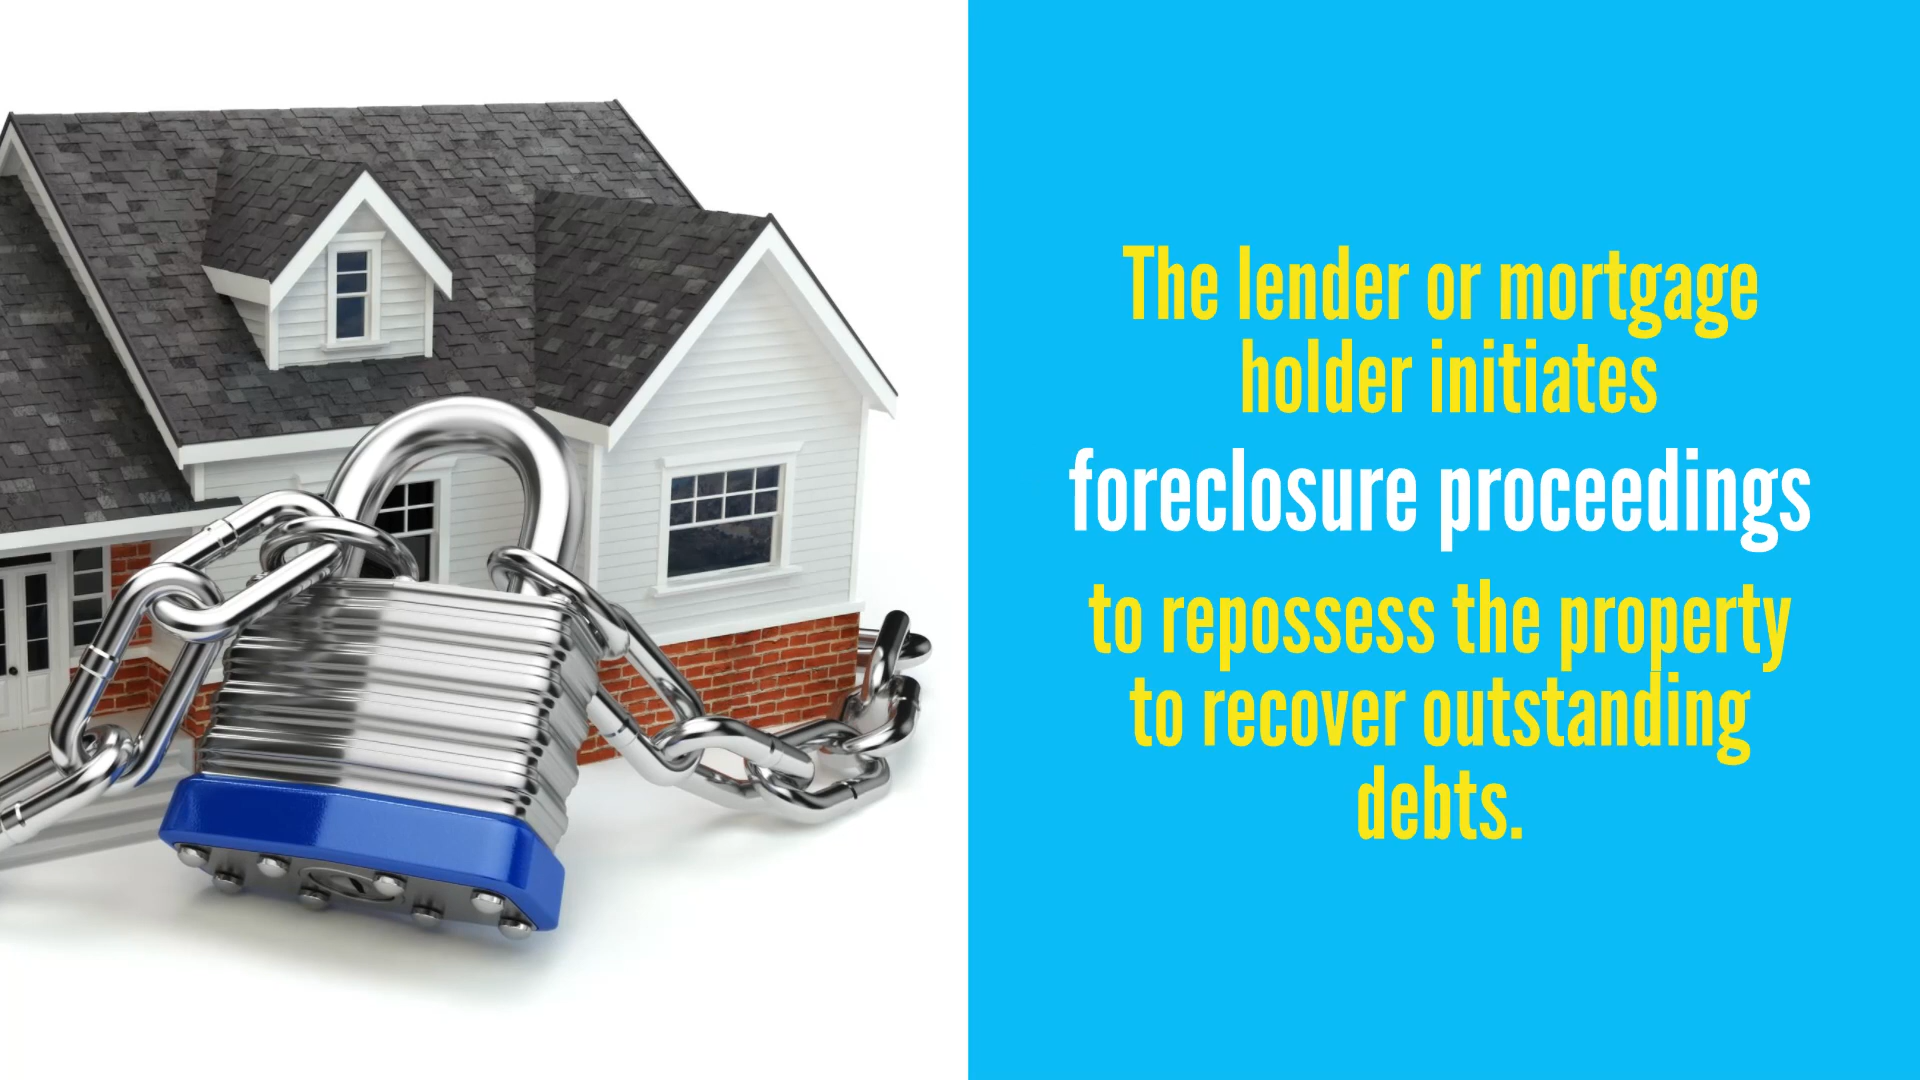 The lender or mortgage
holder initiates
foreclosure proceedings
to repossess the property
to recover outstanding
debts.